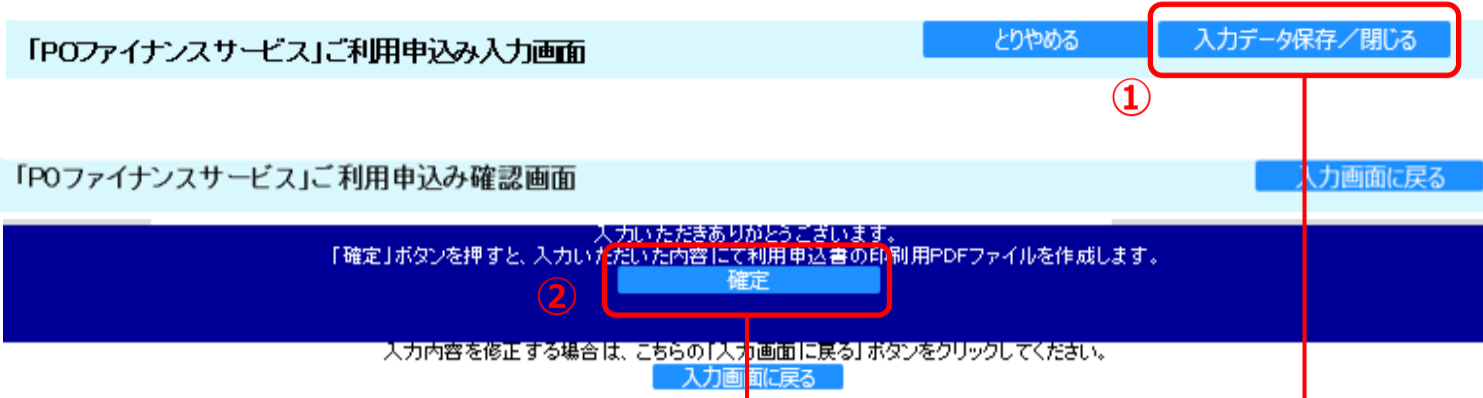 「POファイナンスサービス」ご利用申込み入力画面
とりやめる
入力データ保存／閉じる
①
「POファイナンスサービス」ご利用申込み確認画面
入力画面に戻る
入力いただきありがとうございます。
「確定」ボタンを押すと、入力いただいた内容にて利用申込書の印刷用PDFファイルを作成します。
確定
②
入力内容を修正する場合は、こちらの「入力画面に戻る」ボタンをクリックしてください。
入力画面に戻る